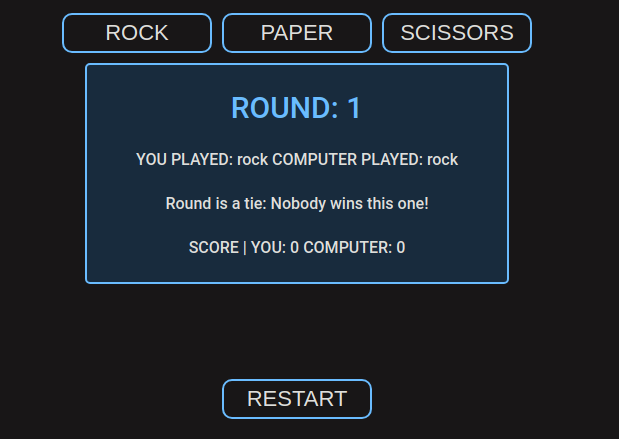 ROCK PAPER SCISSORS
ROUND: 1
YOU PLAYED: rock COMPUTER PLAYED: rock
Round is a tie: Nobody wins this one!
SCORE | YOU: 0 COMPUTER: 0
RESTART